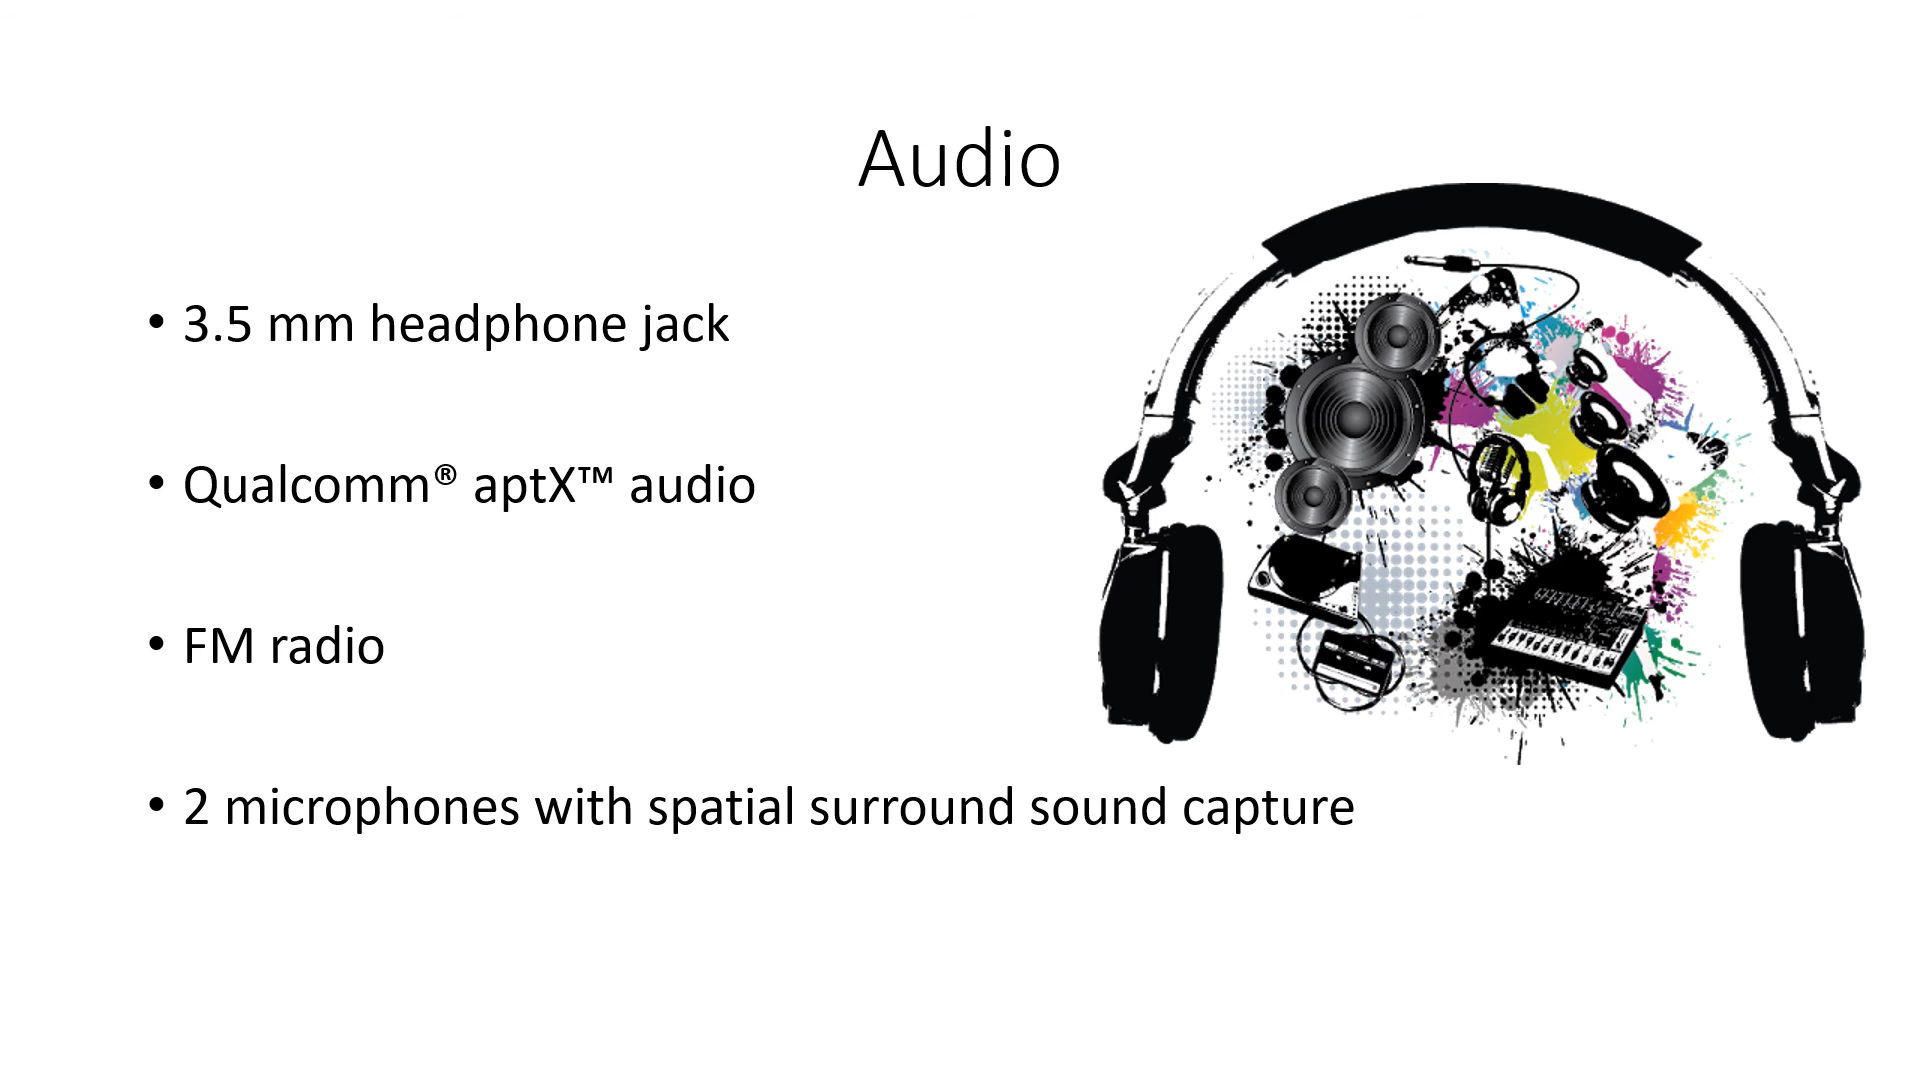 Audio
• 3.5 mm headphone jack
• Qualcomm® aptX™ audio
• FM radio
• 2 microphones with spatial surround sound capture